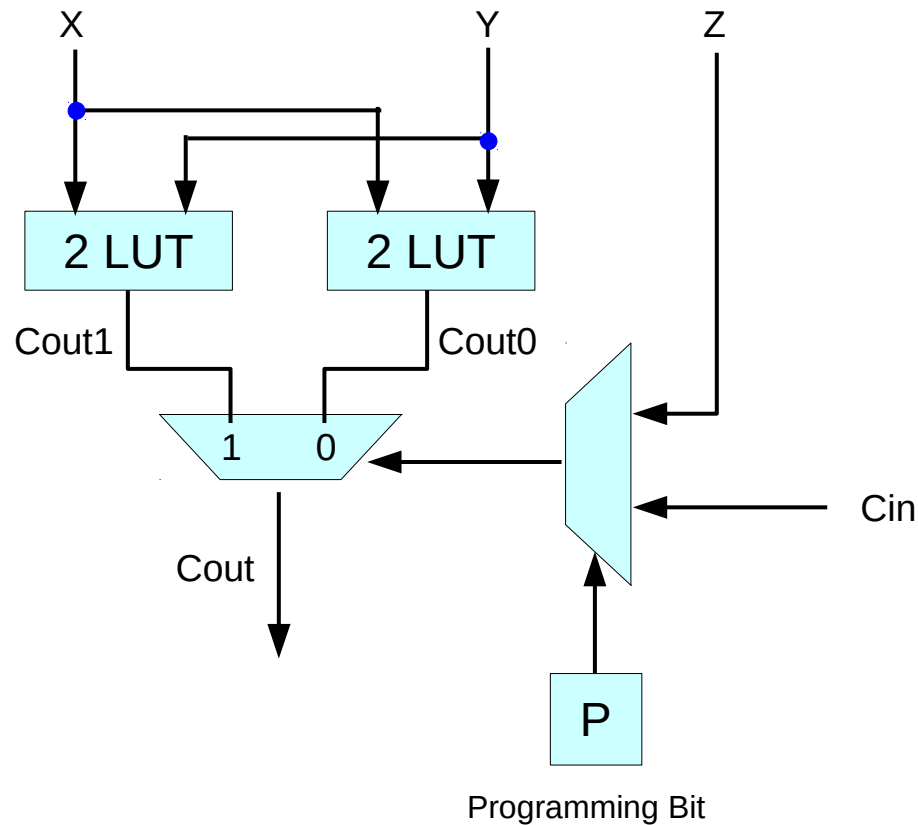 X
Y
Z
2 LUT
2 LUT
Cout1
Cout0
1
0
Cin
Cout
P
Programming Bit